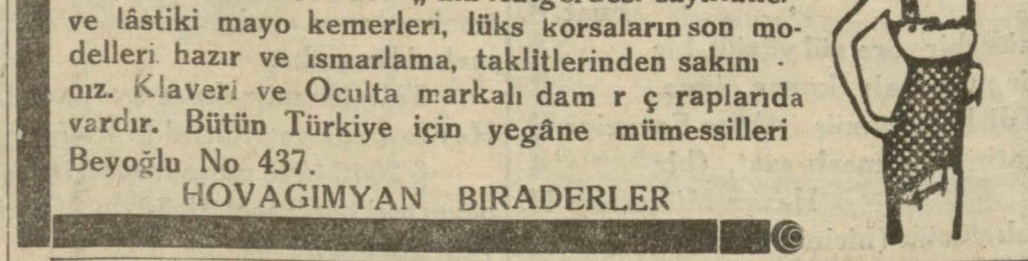 ve lâstiki mayo kemerleri, lüks korsaların son mo-
delleri hazır ve ısmarlama, taklitlerinden sakını -
nız. Klaveri ve Oculta markalı dam r ç raplarıda
vardır. Bütün Türkiye için yegâne mümessilleri
Beyoğlu No 437.
HOVAGIMYAN BIRADERLER